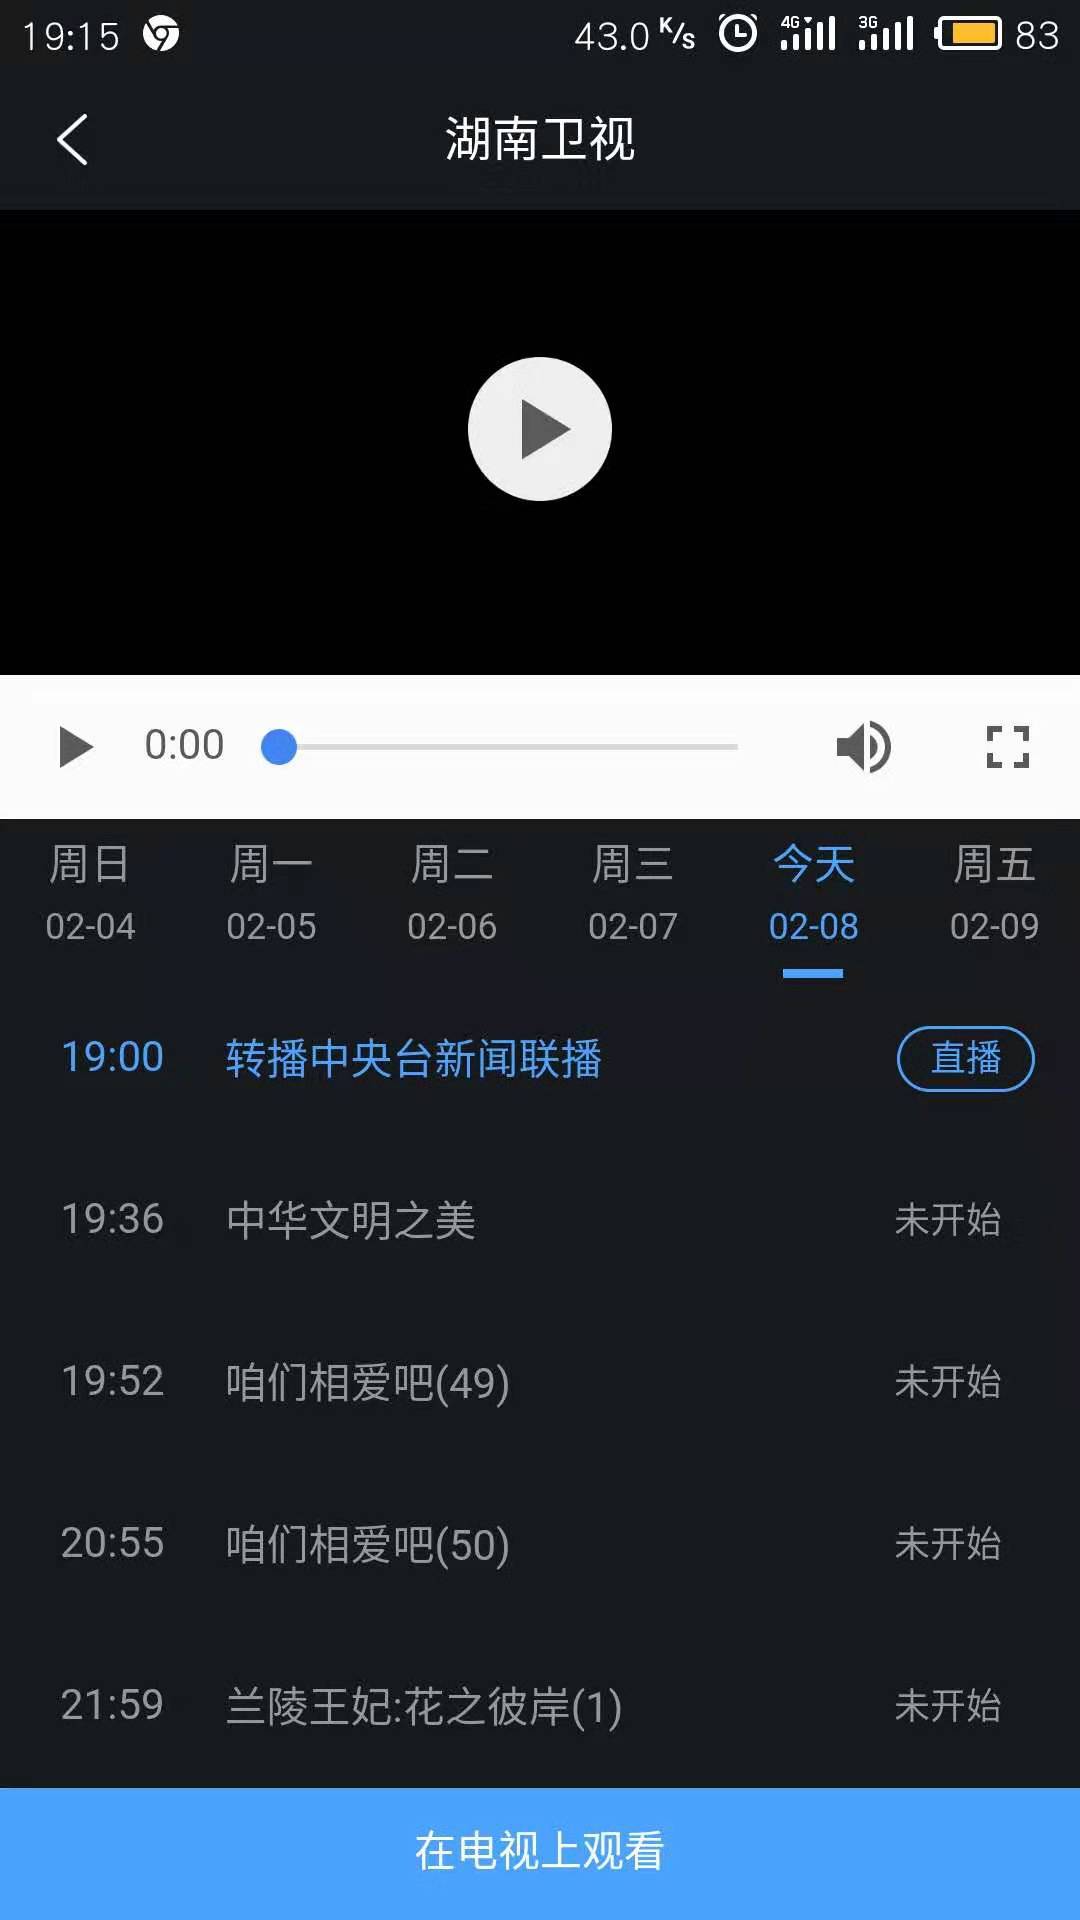 19:15 43.0 K/s 4G 3G 83
湖南卫视
0:00
周日 周一 周二 周三 今天 周五
02-04 02-05 02-06 02-07 02-08 02-09
19:00 转播中央台新闻联播 直播
19:36 中华文明之美 未开始
19:52 咱们相爱吧(49) 未开始
20:55 咱们相爱吧(50) 未开始
21:59 兰陵王妃:花之彼岸(1) 未开始
在电视上观看